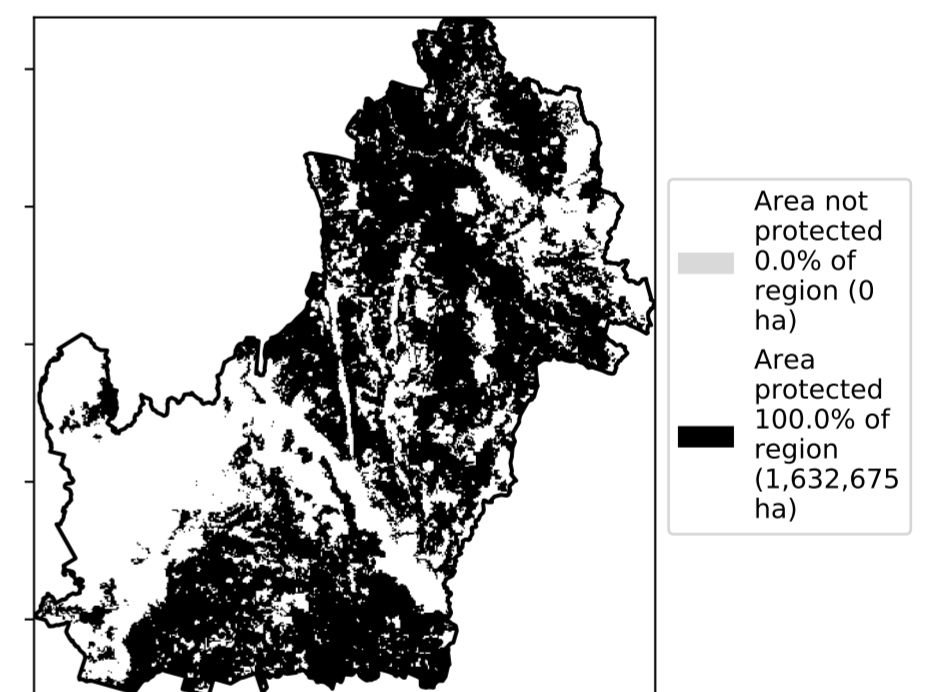 Area not
protected
0.0% of
region (0
ha)
Area
protected
100.0% of
region
(1,632,675
ha)